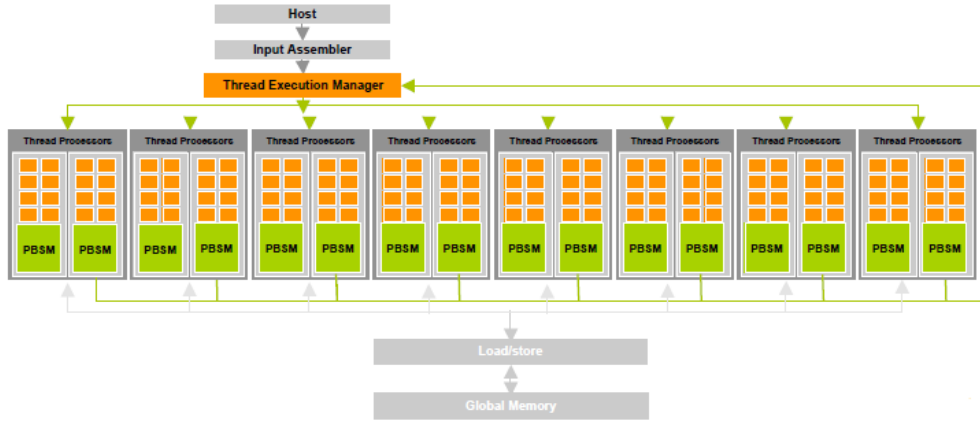 Host
Input Assembler
Thread Execution Manager
Thread Processors Thread Processors Thread Processors Thread Processors Thread Processors Thread Processors Thread Processors Thread Processors
PBSM PBSM PBSM PBSM PBSM PBSM PBSM PBSM PBSM PBSM PBSM PBSM PBSM PBSM PBSM PBSM
Load/store
Global Memory